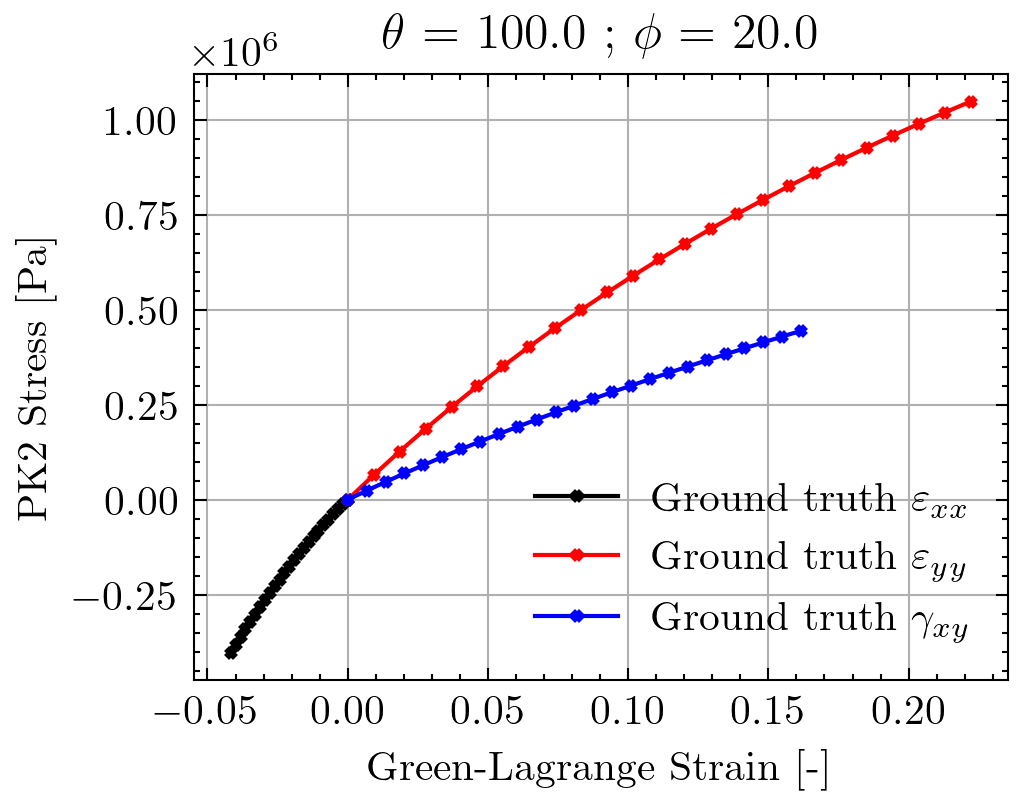 θ = 100.0 ; ϕ = 20.0
×10⁶
1.00
0.75
0.50
0.25
0.00
−0.25
PK2 Stress [Pa]
Ground truth εxx
Ground truth εyy
Ground truth γxy
−0.05 0.00 0.05 0.10 0.15 0.20
Green-Lagrange Strain [-]